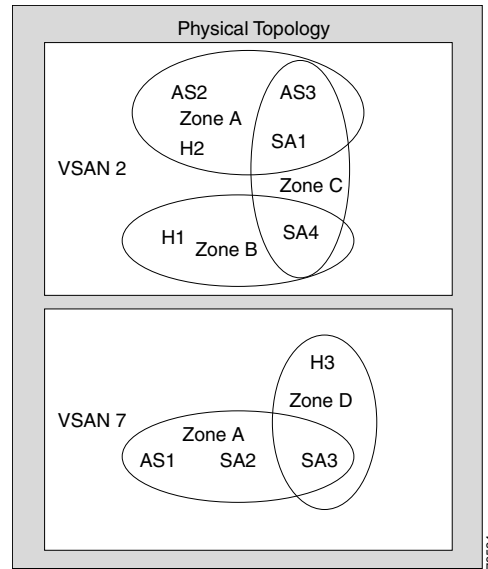 Physical Topology
AS2 AS3
Zone A
H2 SA1
VSAN 2
Zone C
H1 SA4
Zone B
H3
Zone D
VSAN 7
Zone A
AS1 SA2 SA3